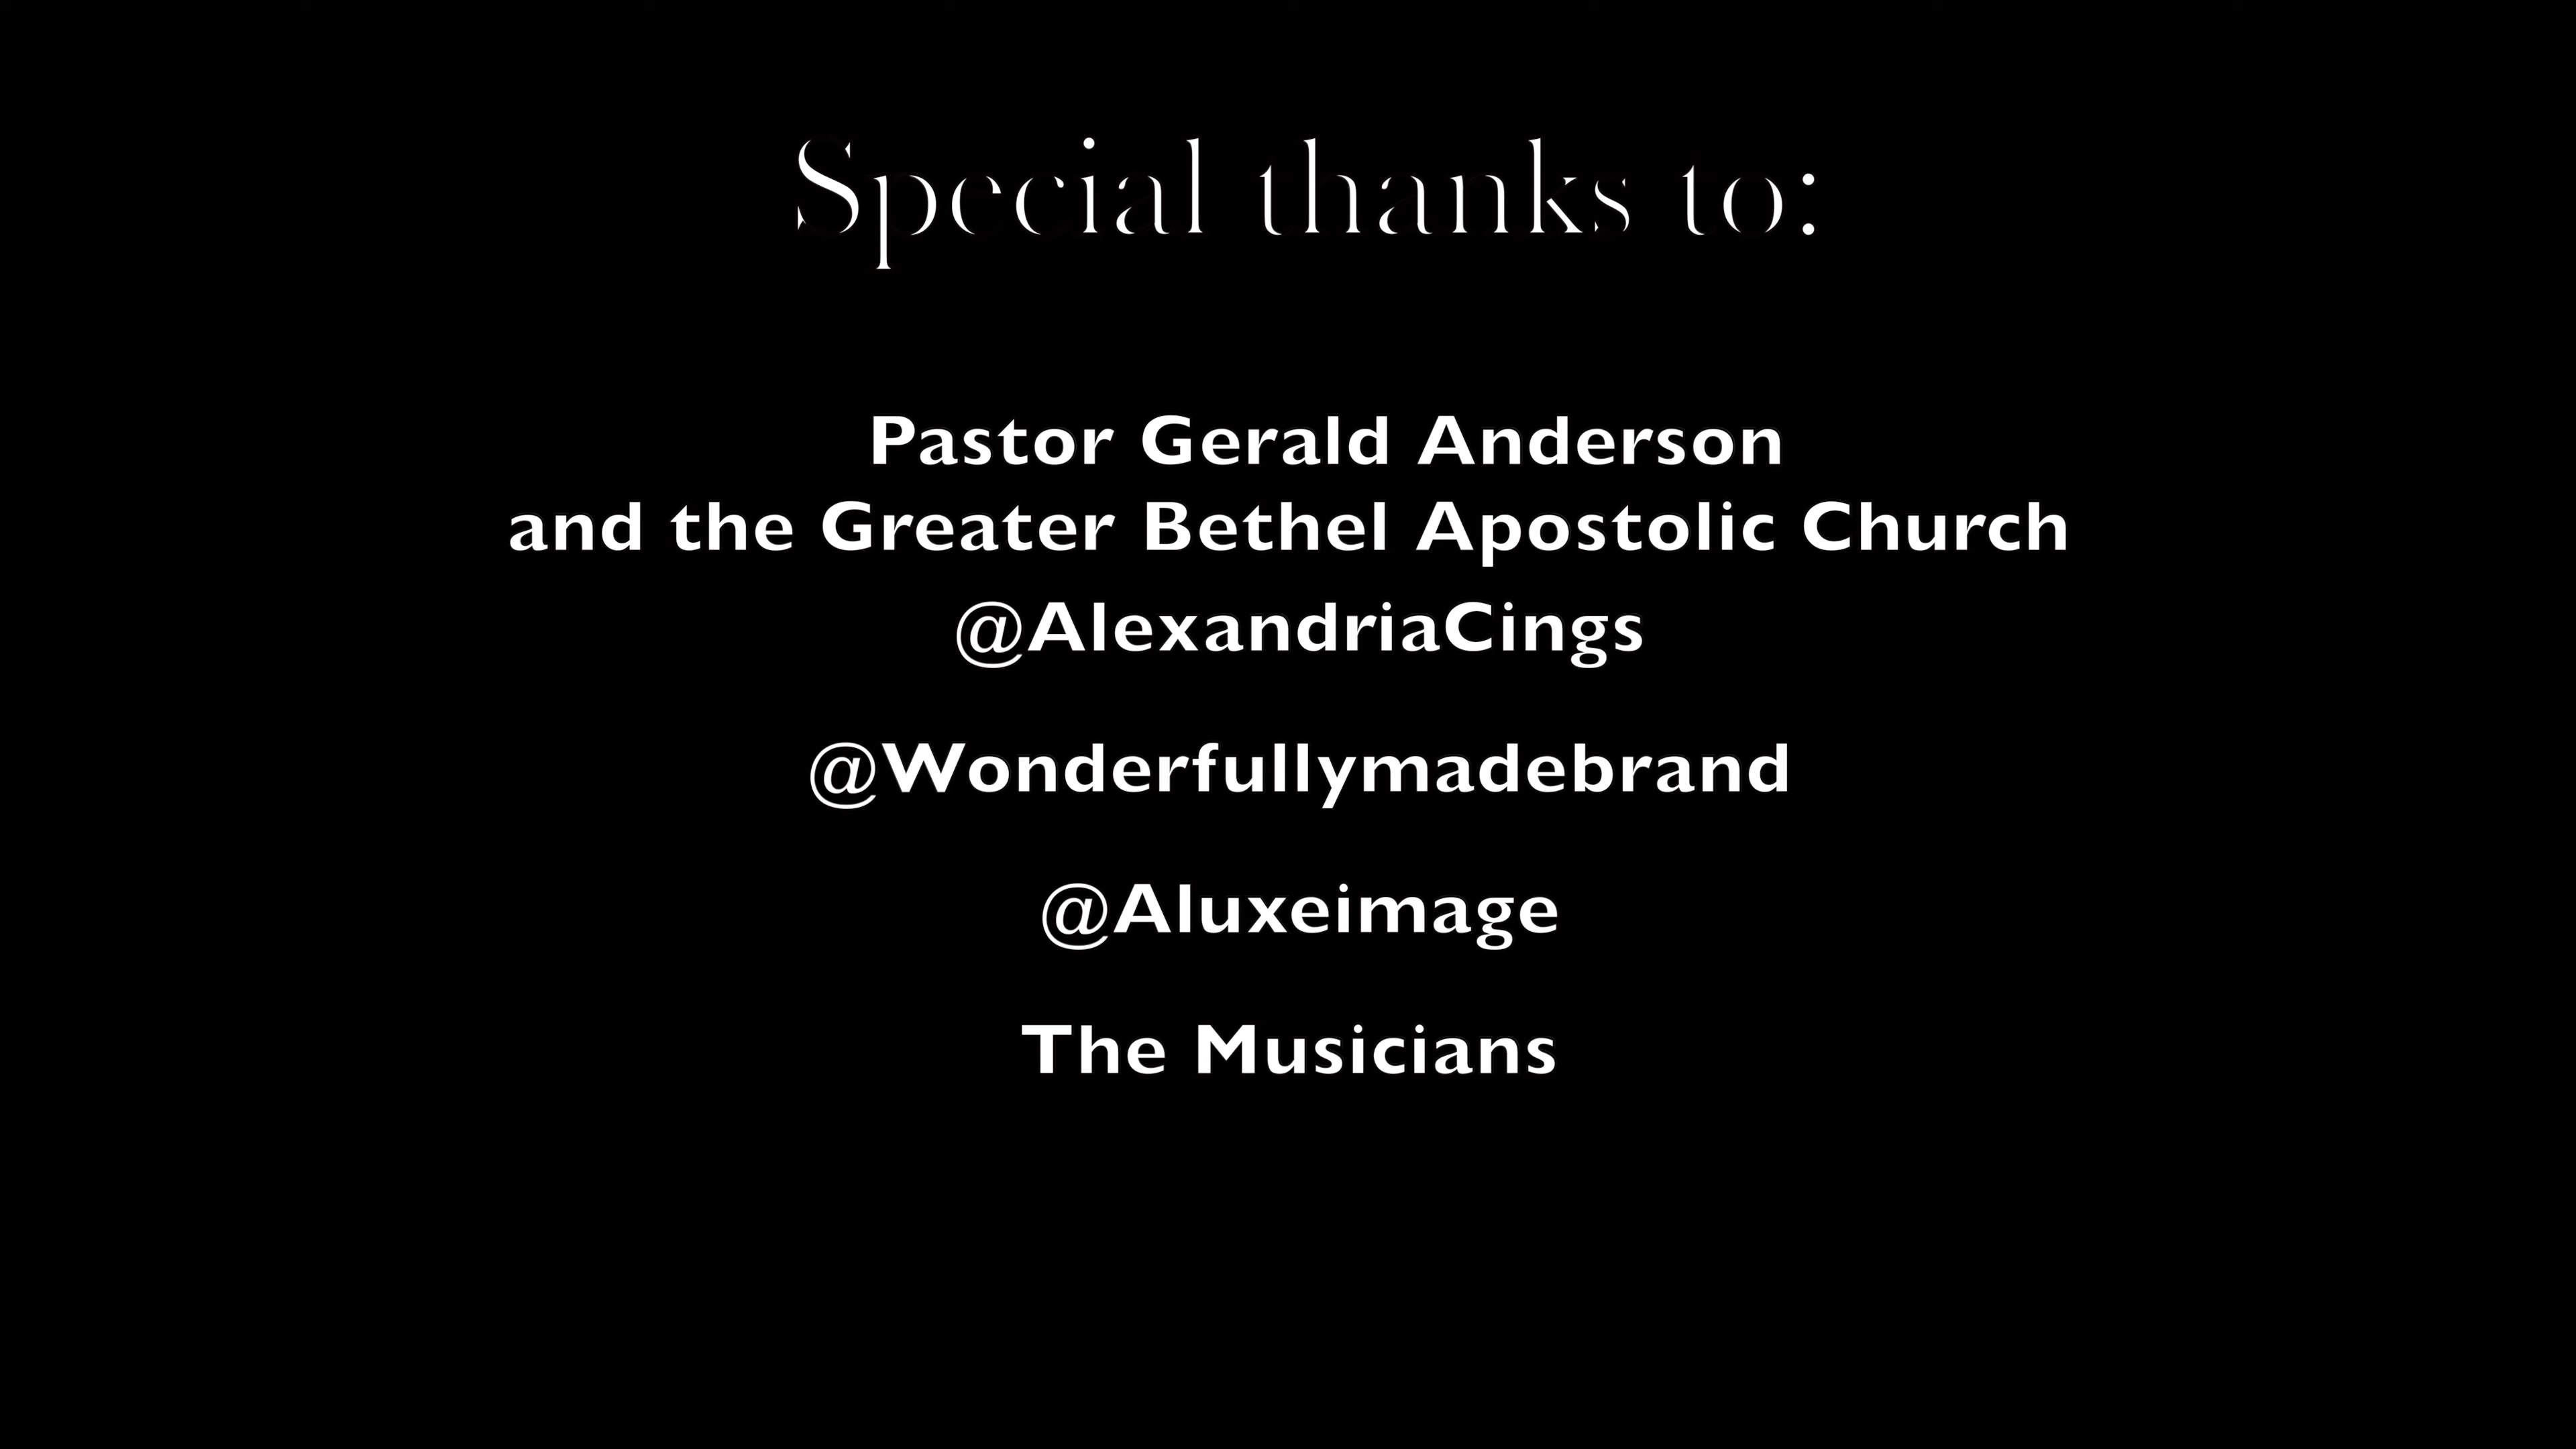 Special thanks to:
Pastor Gerald Anderson
and the Greater Bethel Apostolic Church
@AlexandriaCings
@Wonderfullymadebrand
@Aluxeimage
The Musicians